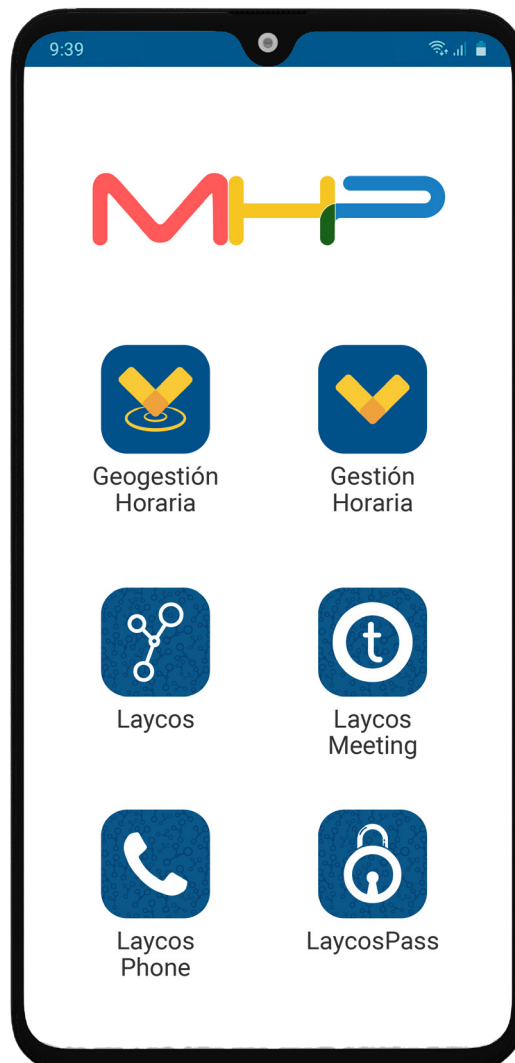 9:39
MHP
Geogestión
Horaria
Gestión
Horaria
Laycos
t
Laycos
Meeting
Laycos
Phone
LaycosPass